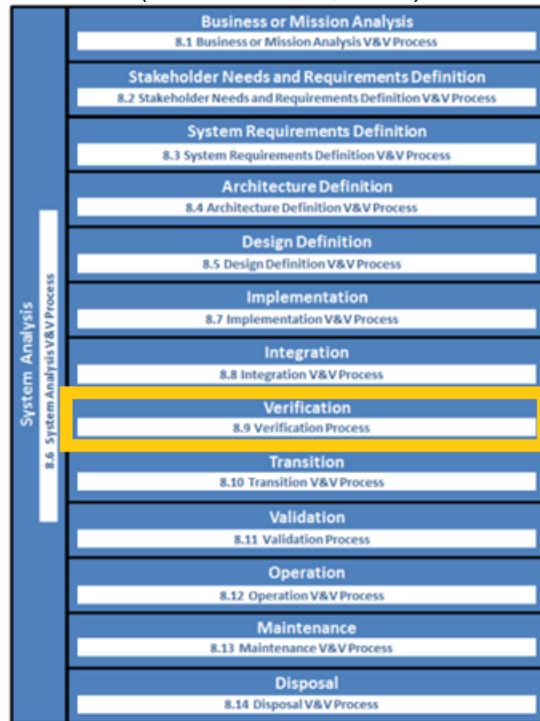 Business or Mission Analysis
8.1 Business or Mission Analysis V&V Process
Stakeholder Needs and Requirements Definition
8.2 Stakeholder Needs and Requirements Definition V&V Process
System Requirements Definition
8.3 System Requirements Definition V&V Process
Architecture Definition
8.4 Architecture Definition V&V Process
Design Definition
8.5 Design Definition V&V Process
Implementation
8.7 Implementation V&V Process
Integration
8.8 Integration V&V Process
Verification
8.9 Verification Process
Transition
8.10 Transition V&V Process
Validation
8.11 Validation Process
Operation
8.12 Operation V&V Process
Maintenance
8.13 Maintenance V&V Process
Disposal
8.14 Disposal V&V Process
System Analysis
8.6 System Analysis V&V Process